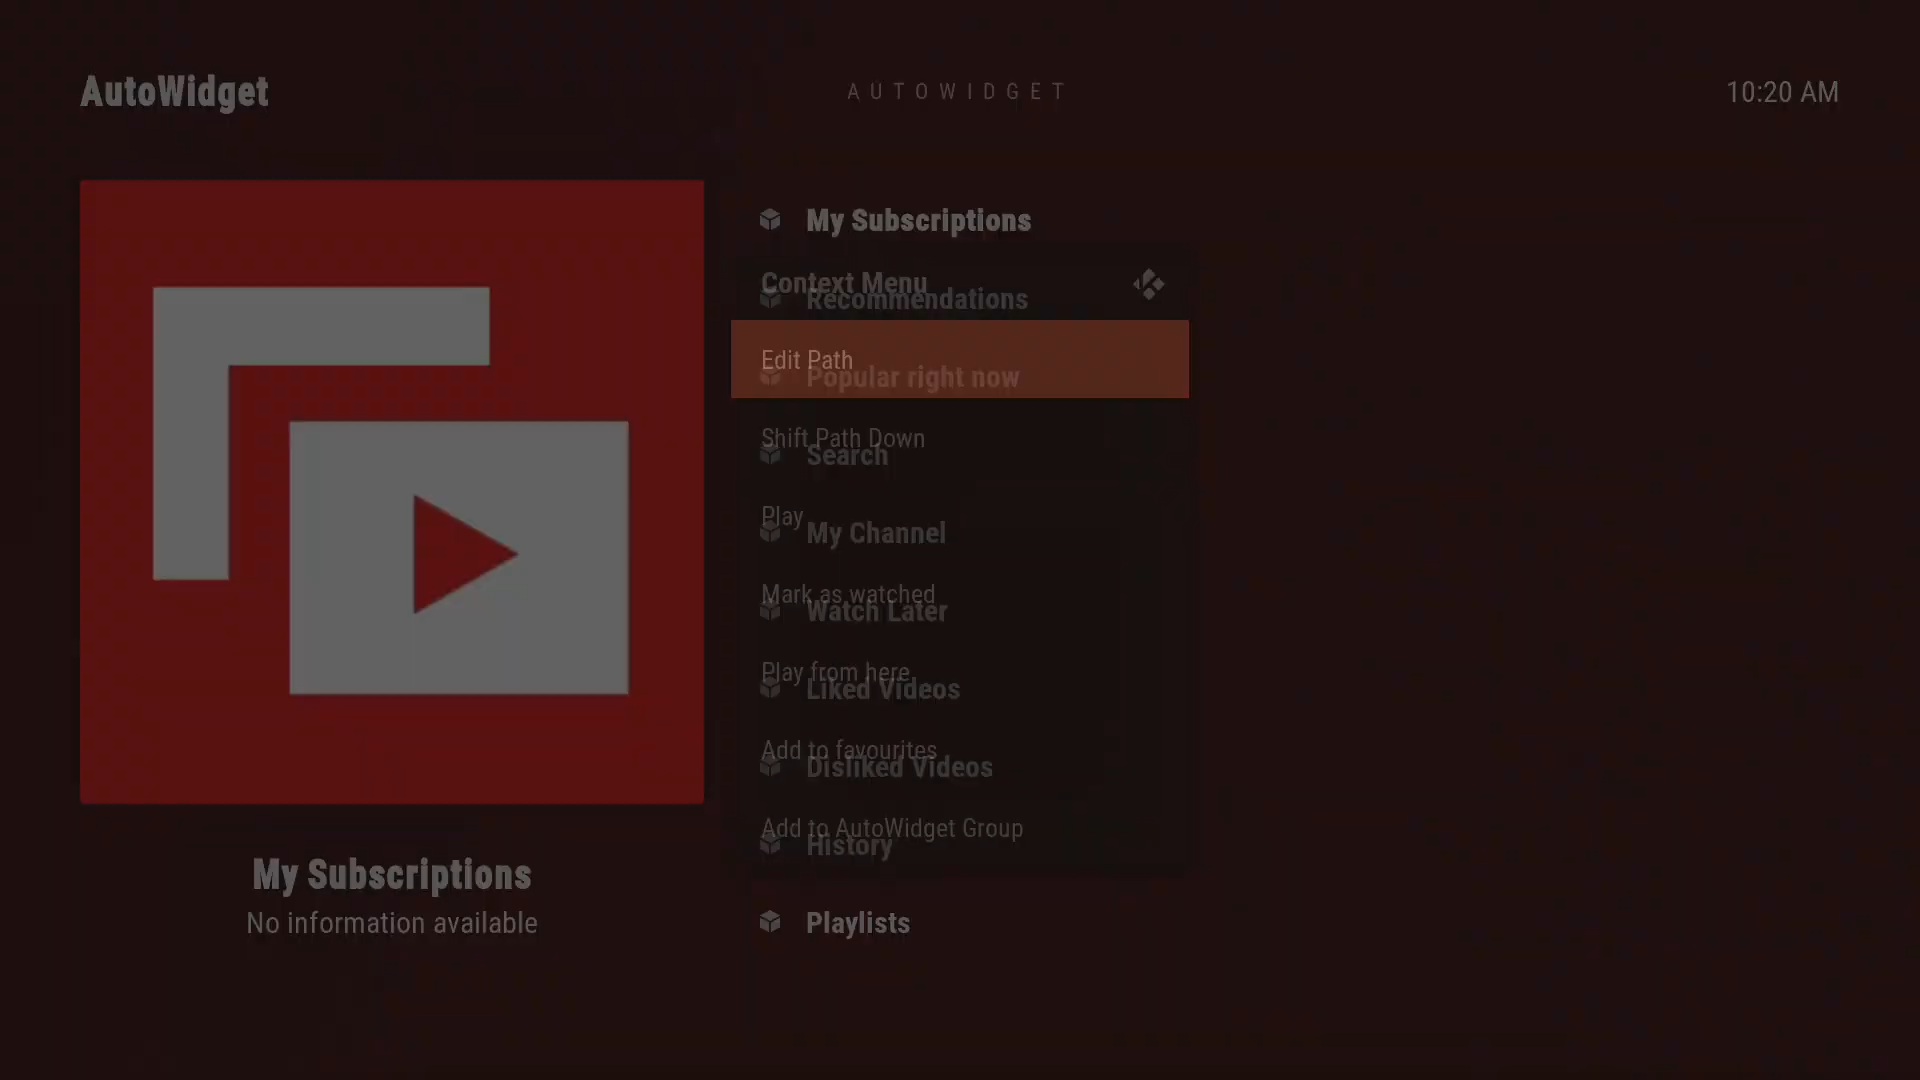 AutoWidget
AUTOWIDGET
10:20 AM
My Subscriptions
Context Menu
Recommendations
Edit Path
Popular right now
Shift Path Down
Search
Play
My Channel
Mark as watched
Watch Later
Play from here
Liked Videos
Add to favourites
Disliked Videos
Add to AutoWidget Group
History
Playlists
My Subscriptions
No information available